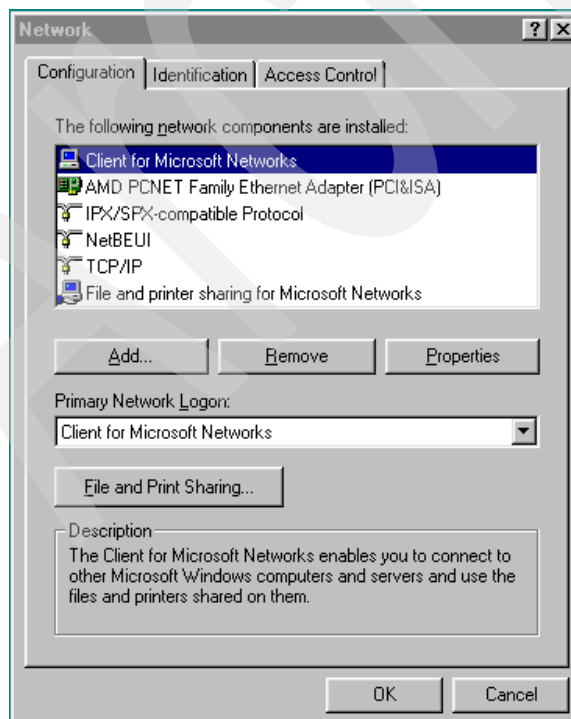 Network
Configuration Identification Access Control
The following network components are installed:
Client for Microsoft Networks
AMD PCNET Family Ethernet Adapter (PCI&ISA)
IPX/SPX-compatible Protocol
NetBEUI
TCP/IP
File and printer sharing for Microsoft Networks
Add... Remove Properties
Primary Network Logon:
Client for Microsoft Networks
File and Print Sharing...
Description
The Client for Microsoft Networks enables you to connect to
other Microsoft Windows computers and servers and use the
files and printers shared on them.
OK Cancel